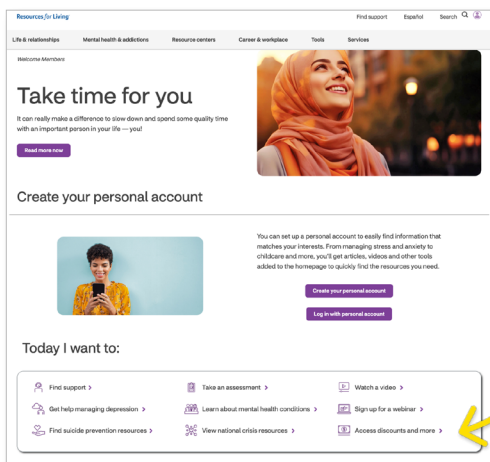 Resources for Living
Find support Español Search
Life & relationships Mental health & addictions Resource centers Career & workplace Tools Services
Welcome Members
Take time for you
It can really make a difference to slow down and spend some quality time
with an important person in your life — you!
Read more now
Create your personal account
You can set up a personal account to easily find information that
matches your interests. From managing stress and anxiety to
childcare and more, you'll get articles, videos and other tools
added to the homepage to quickly find the resources you need.
Create your personal account
Log in with personal account
Today I want to:
Find support > Take an assessment > Watch a video >
Get help managing depression > Learn about mental health conditions > Sign up for a webinar >
Find suicide prevention resources > View national crisis resources > Access discounts and more >